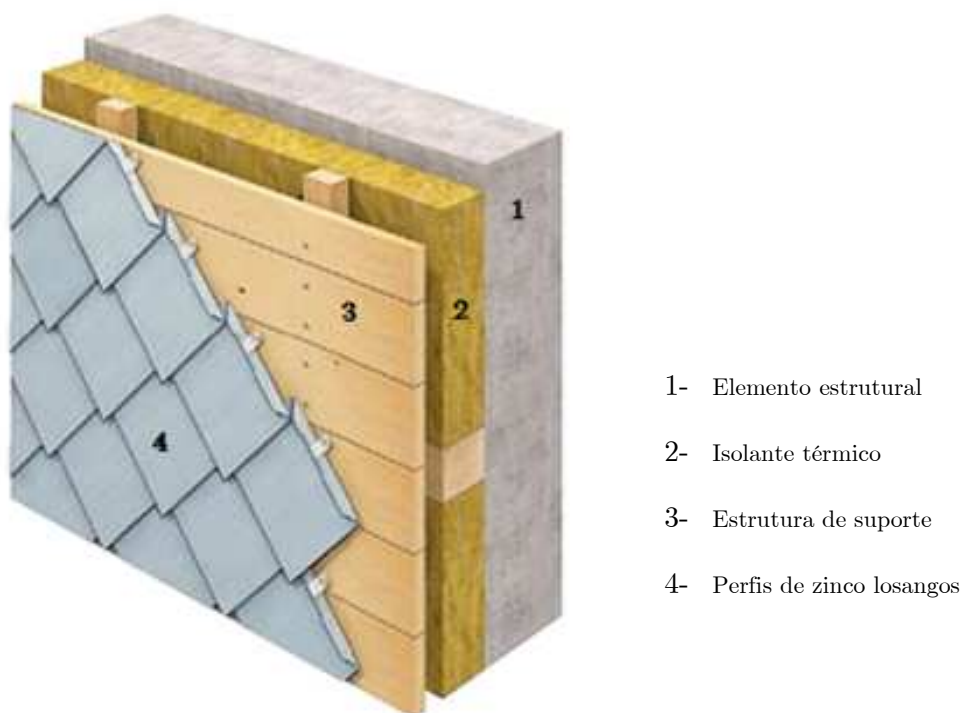 1
2
3
4
1- Elemento estrutural
2- Isolante térmico
3- Estrutura de suporte
4- Perfis de zinco losangos